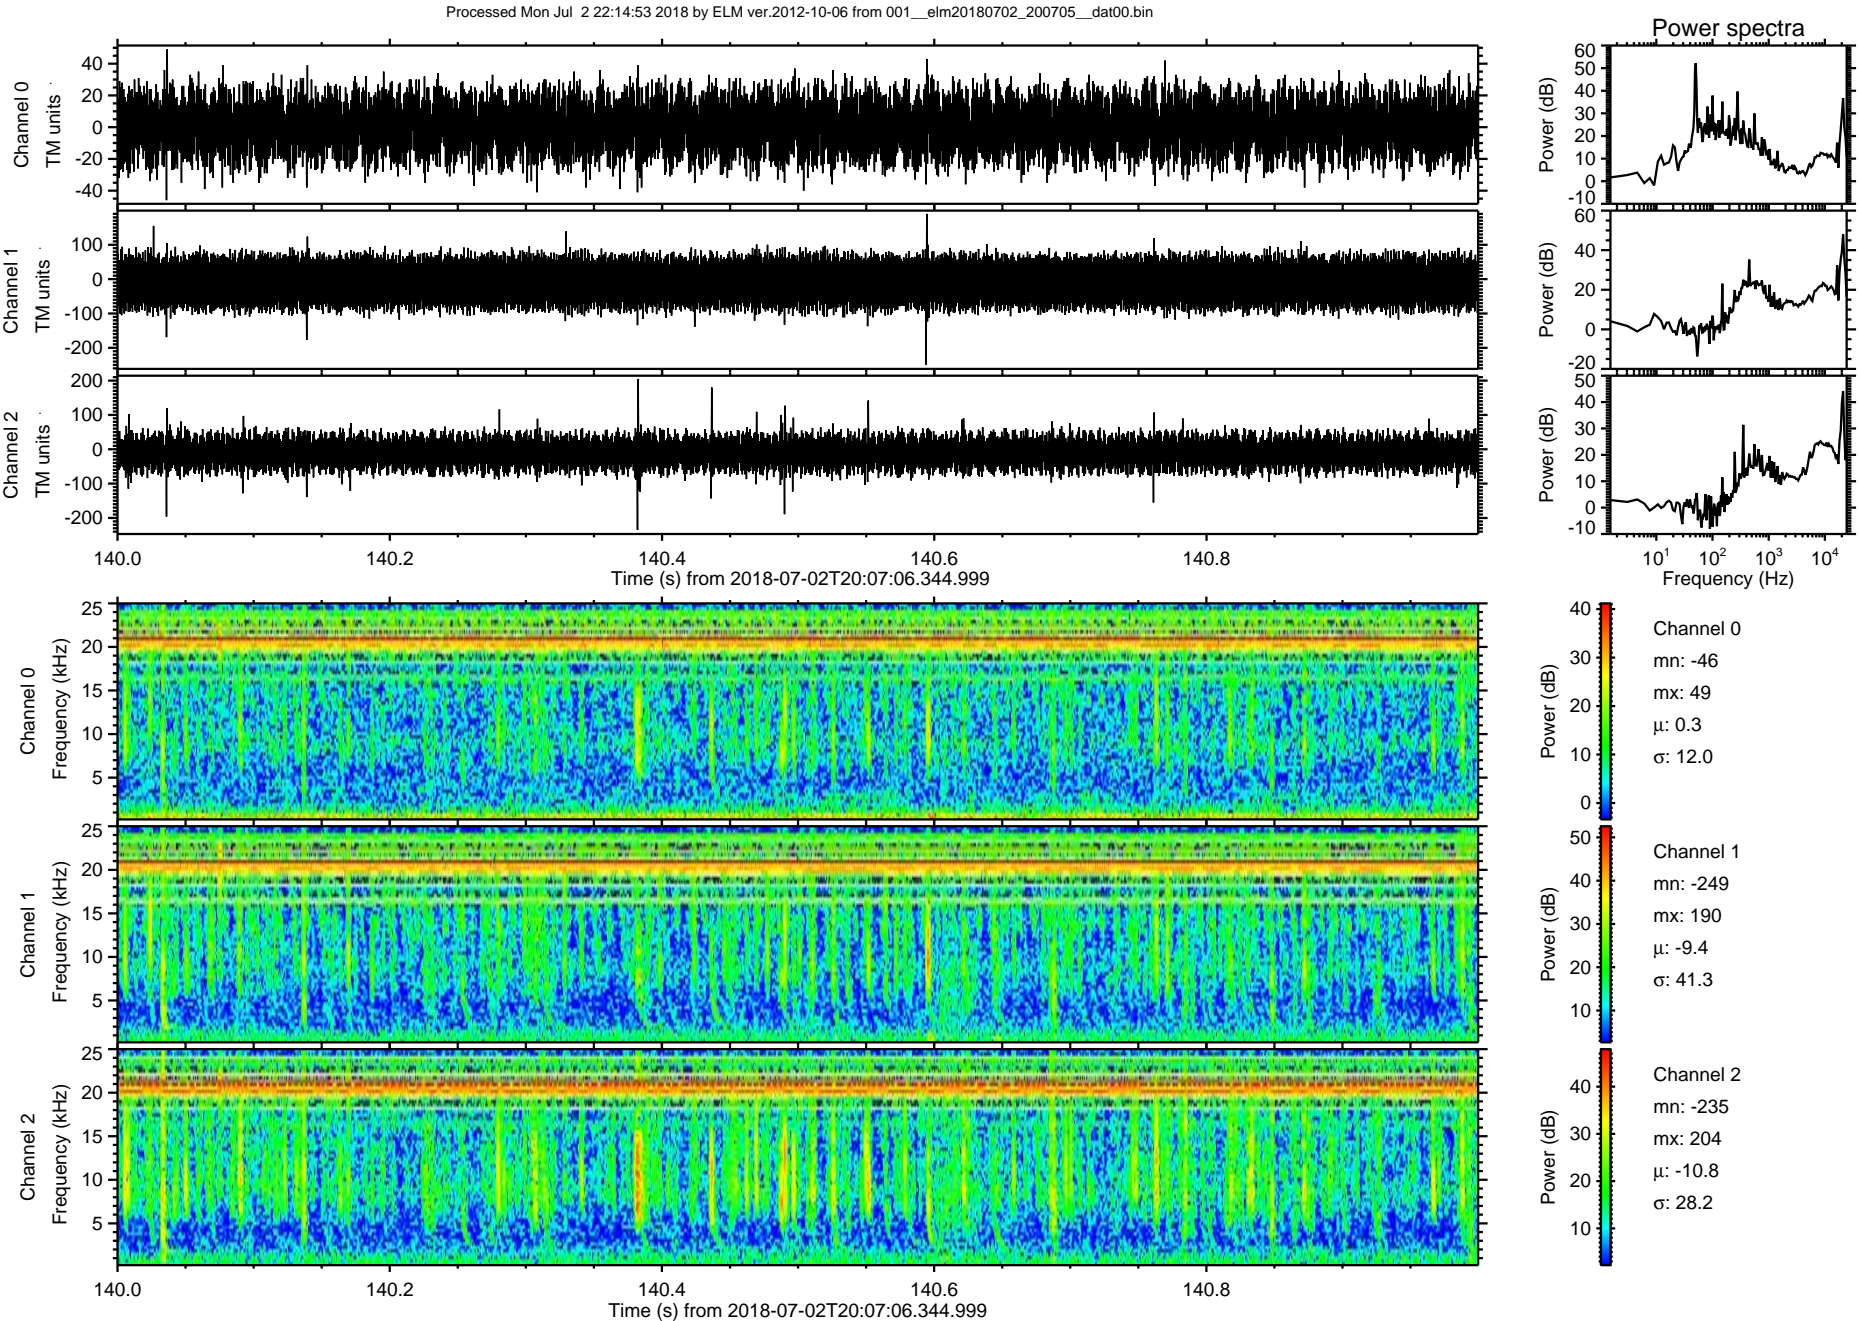 Processed Mon Jul  2 22:14:53 2018 by ELM ver.2012-10-06 from 001__elm20180702_200705__dat00.bin
Power spectra
Channel 0
TM units
40
20
0
-20
-40
Power (dB)
60
50
40
30
20
10
0
-10
Channel 1
TM units
100
0
-100
-200
Power (dB)
60
40
20
0
-20
Channel 2
TM units
200
100
0
-100
-200
Power (dB)
50
40
30
20
10
0
-10
140.0 140.2 140.4 140.6 140.8
Time (s) from 2018-07-02T20:07:06.344.999
10¹ 10² 10³ 10⁴
Frequency (Hz)
Channel 0
Frequency (kHz)
25
20
15
10
5
Power (dB)
40
30
20
10
0
Channel 0
mn: -46
mx: 49
μ: 0.3
σ: 12.0
Channel 1
Frequency (kHz)
25
20
15
10
5
Power (dB)
50
40
30
20
10
Channel 1
mn: -249
mx: 190
μ: -9.4
σ: 41.3
Channel 2
Frequency (kHz)
25
20
15
10
5
Power (dB)
40
30
20
10
Channel 2
mn: -235
mx: 204
μ: -10.8
σ: 28.2
140.0 140.2 140.4 140.6 140.8
Time (s) from 2018-07-02T20:07:06.344.999